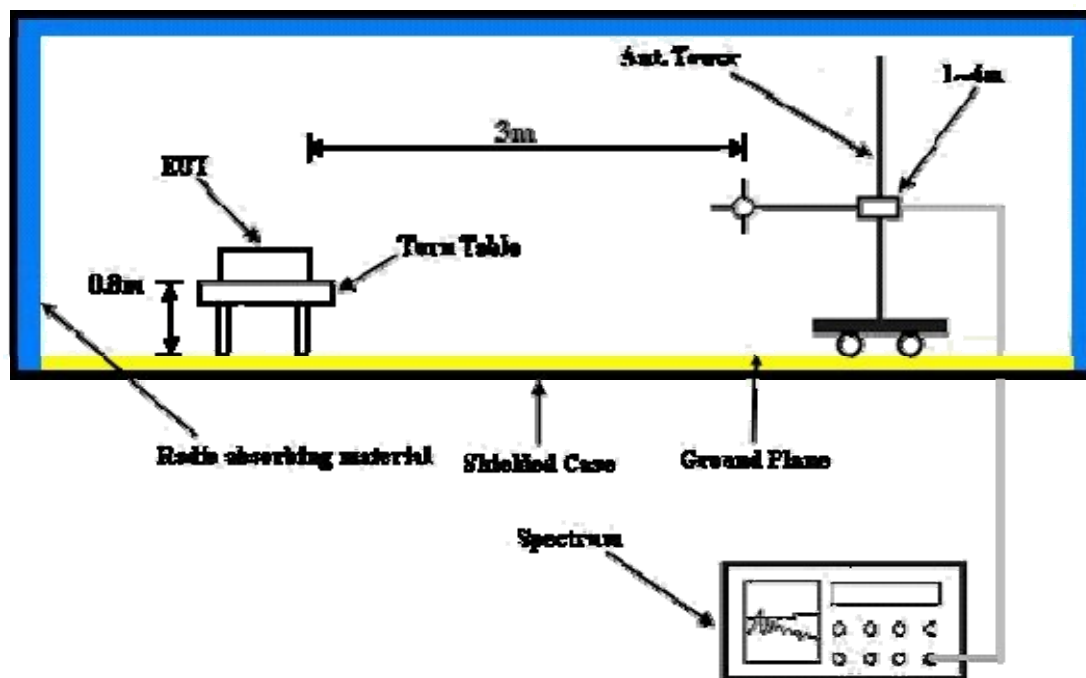 Ant. Tower
1~4m
3m
EUT
Turn Table
0.8m
Radio absorbing material
Shielded Case
Ground Plane
Spectrum